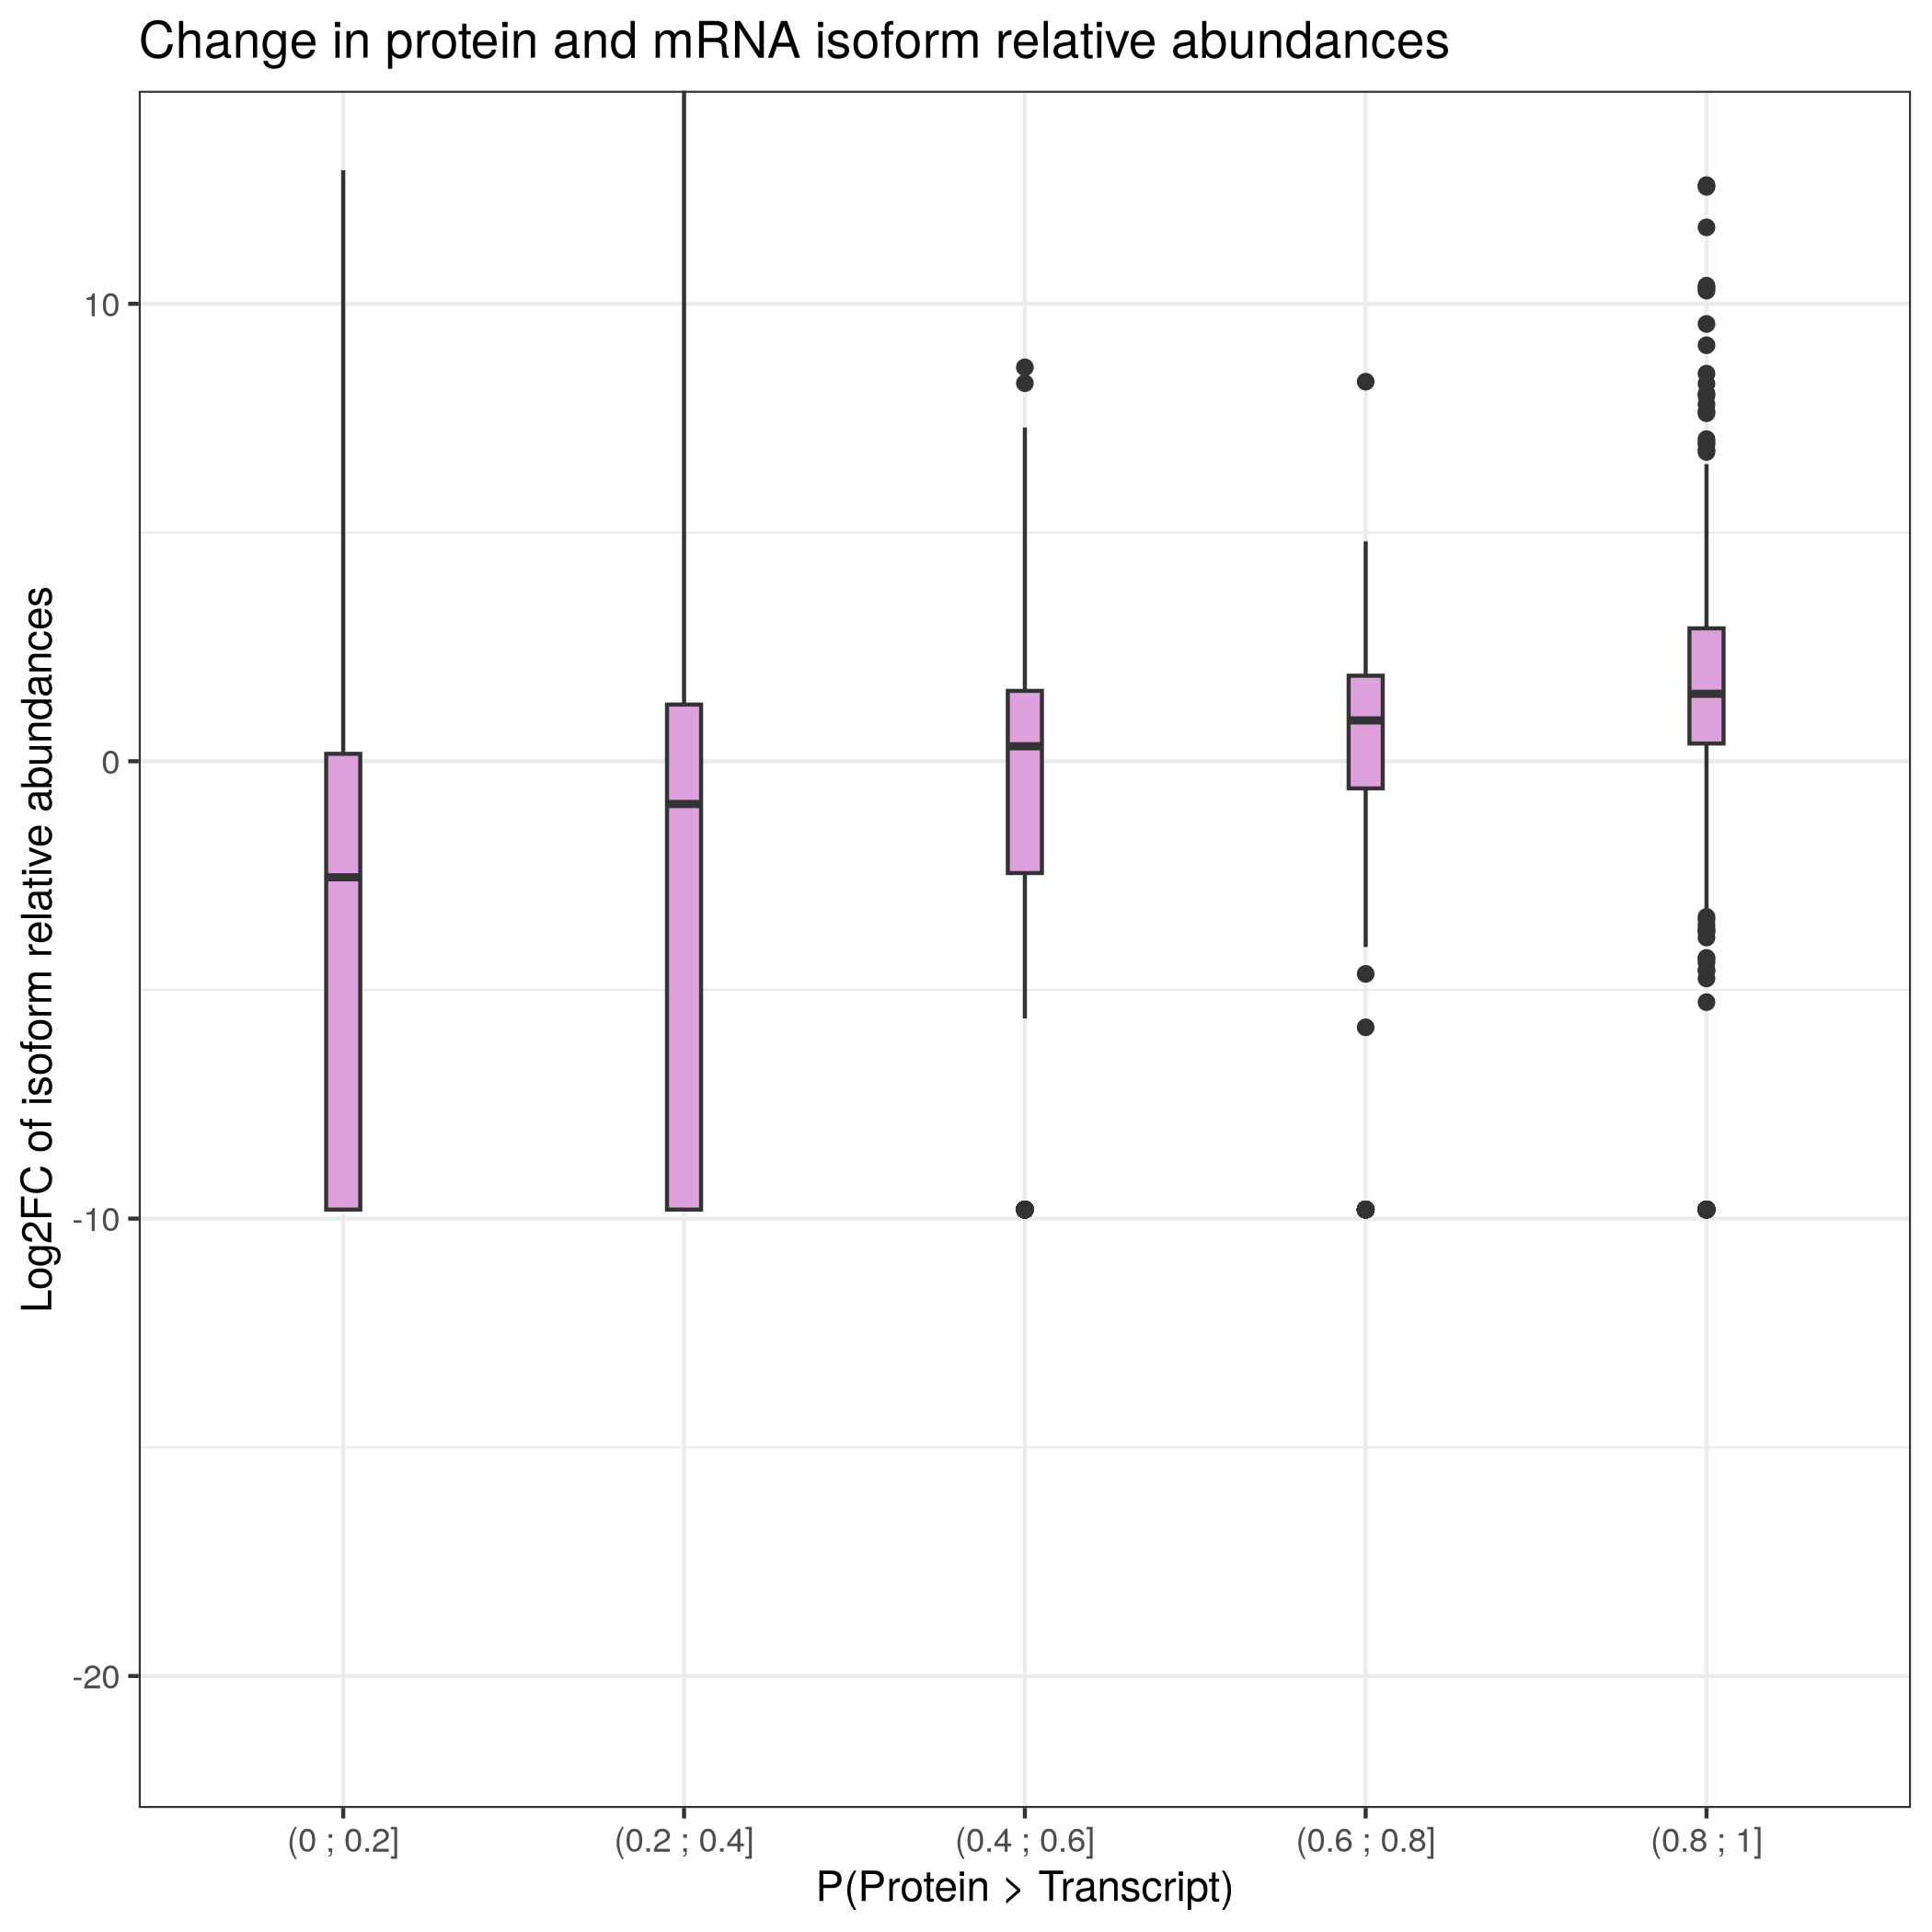 Change in protein and mRNA isoform relative abundances
Log2FC of isoform relative abundances
10
0
-10
-20
(0 ; 0.2]
(0.2 ; 0.4]
(0.4 ; 0.6]
(0.6 ; 0.8]
(0.8 ; 1]
P(Protein > Transcript)